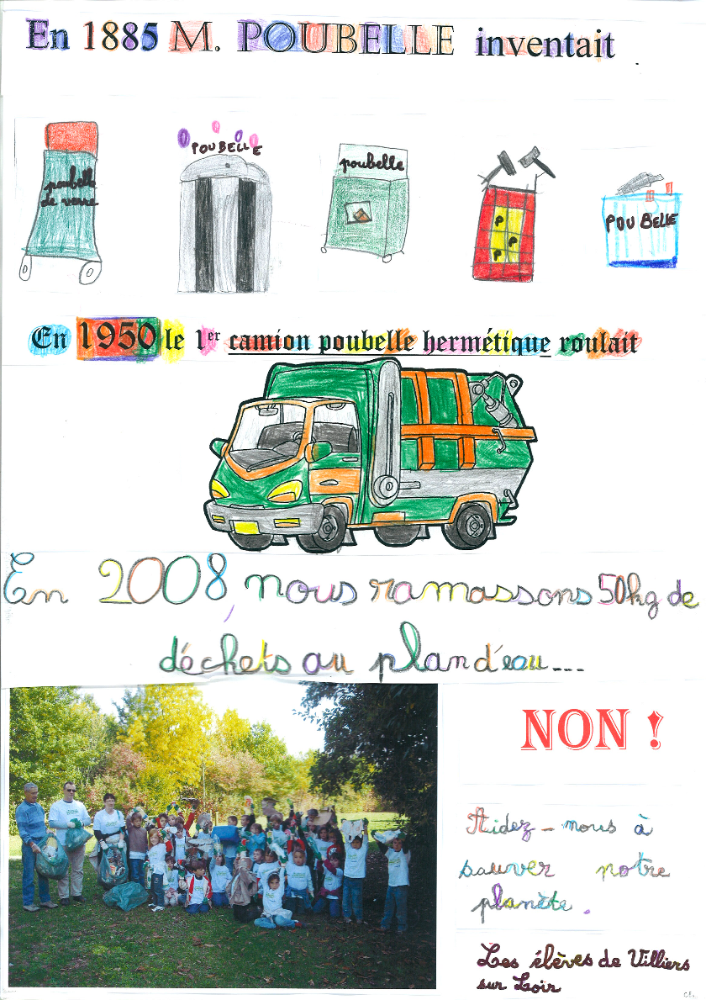 En 1885 M. POUBELLE inventait
poubelle
de verre
POUBELLE
poubelle
P
P
P
POUBELLE
En 1950 le 1er camion poubelle hermétique roulait
En 2008, nous ramassons 50kg de
déchets au plan d'eau...
NON !
Aidez-nous à
sauver notre
planète.
Les élèves de Villiers
sur Loir